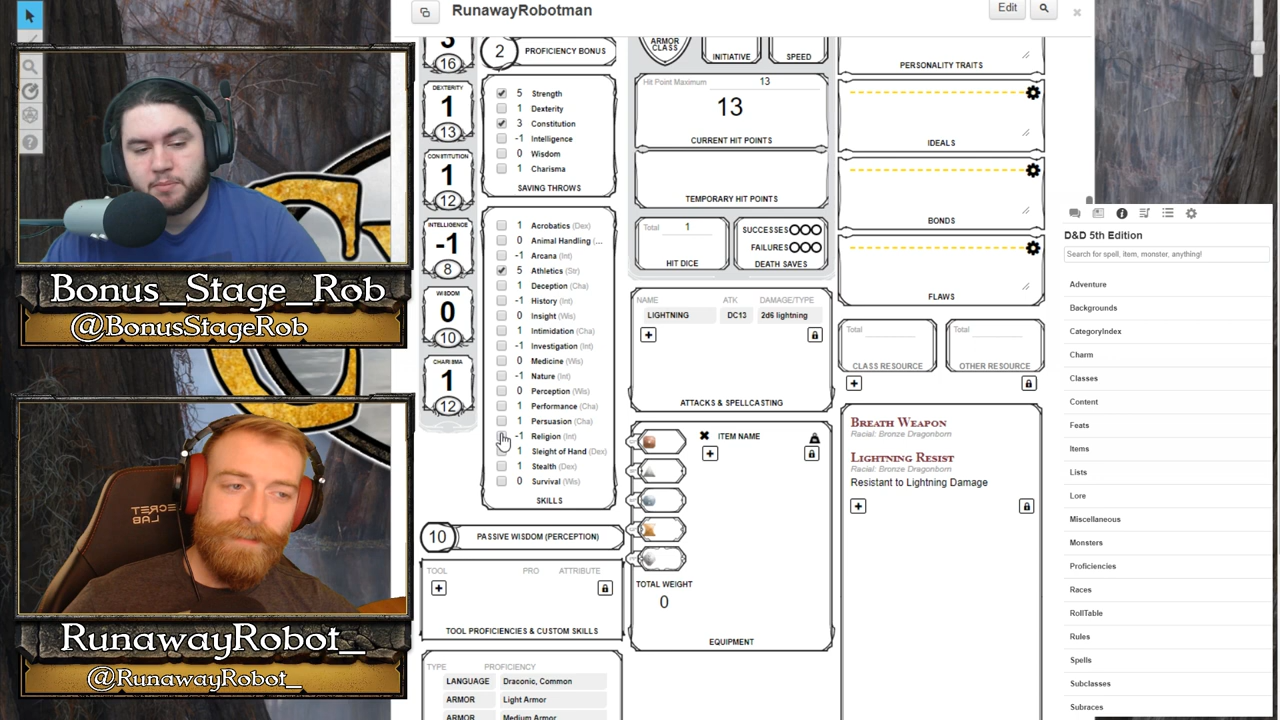 RunawayRobotman
Edit
3
16
DEXTERITY
1
13
CONSTITUTION
1
12
INTELLIGENCE
-1
8
WISDOM
0
10
CHARISMA
1
12
2 PROFICIENCY BONUS
5 Strength
1 Dexterity
3 Constitution
-1 Intelligence
0 Wisdom
1 Charisma
SAVING THROWS
1 Acrobatics (Dex)
0 Animal Handling (...
-1 Arcana (Int)
5 Athletics (Str)
1 Deception (Cha)
-1 History (Int)
0 Insight (Wis)
1 Intimidation (Cha)
-1 Investigation (Int)
0 Medicine (Wis)
-1 Nature (Int)
0 Perception (Wis)
1 Performance (Cha)
1 Persuasion (Cha)
-1 Religion (Int)
1 Sleight of Hand (Dex)
1 Stealth (Dex)
0 Survival (Wis)
SKILLS
10 PASSIVE WISDOM (PERCEPTION)
TOOL PRO ATTRIBUTE
TOOL PROFICIENCIES & CUSTOM SKILLS
TYPE PROFICIENCY
LANGUAGE Draconic, Common
ARMOR Light Armor
ARMOR Medium Armor
ARMOR
CLASS
INITIATIVE
SPEED
Hit Point Maximum 13
13
CURRENT HIT POINTS
TEMPORARY HIT POINTS
Total 1
HIT DICE
SUCCESSES
FAILURES
DEATH SAVES
NAME ATK DAMAGE/TYPE
LIGHTNING DC13 2d6 lightning
ATTACKS & SPELLCASTING
ITEM NAME
TOTAL WEIGHT
0
EQUIPMENT
PERSONALITY TRAITS
IDEALS
BONDS
FLAWS
Total
CLASS RESOURCE
Total
OTHER RESOURCE
BREATH WEAPON
Racial: Bronze Dragonborn
LIGHTNING RESIST
Racial: Bronze Dragonborn
Resistant to Lightning Damage
D&D 5th Edition
Search for spell, item, monster, anything!
Adventure
Backgrounds
CategoryIndex
Charm
Classes
Content
Feats
Items
Lists
Lore
Miscellaneous
Monsters
Proficiencies
Races
RollTable
Rules
Spells
Subclasses
Subraces
Bonus_Stage_Rob
@BonusStageRob
SECRET
LAB
RunawayRobot_
@RunawayRobot_